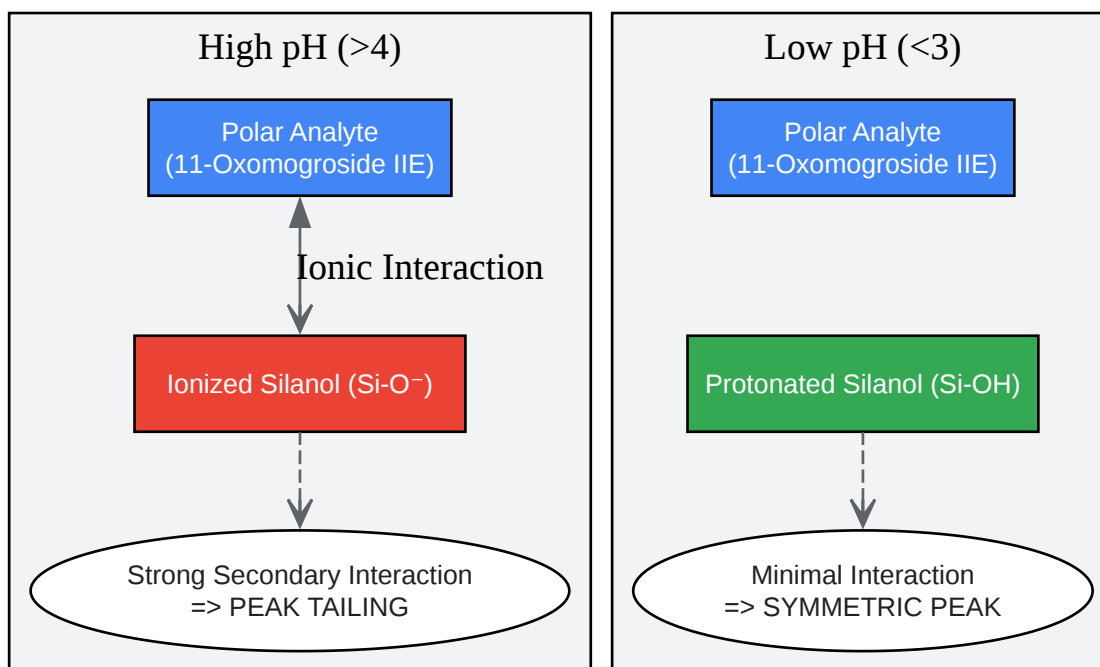 High pH (>4)
Polar Analyte
(11-Oxomogroside IIE)
Ionic Interaction
Ionized Silanol (Si-O⁻)
Strong Secondary Interaction
=> PEAK TAILING
Low pH (<3)
Polar Analyte
(11-Oxomogroside IIE)
Protonated Silanol (Si-OH)
Minimal Interaction
=> SYMMETRIC PEAK